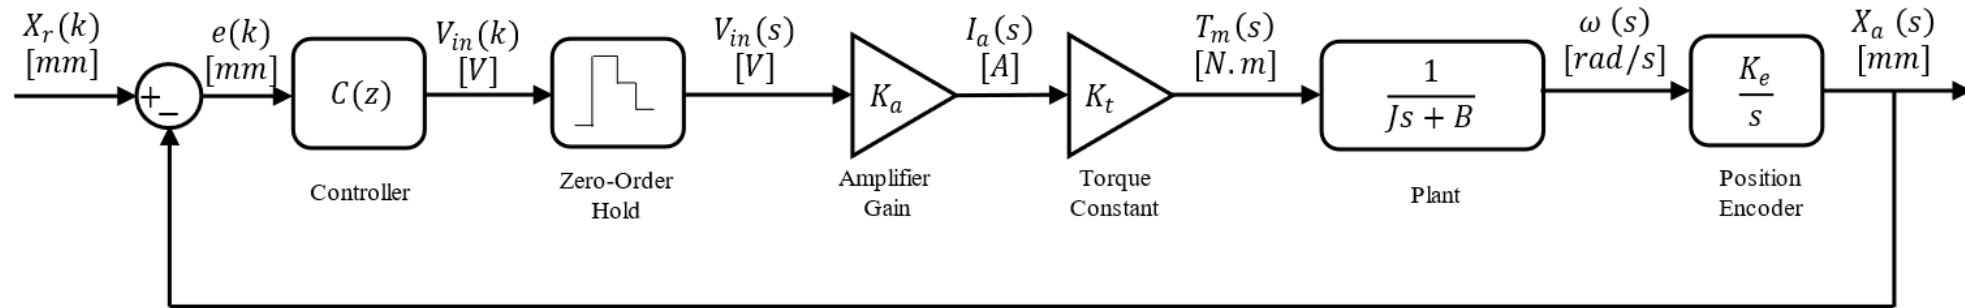 X_r(k)
[mm]
e(k)
[mm]
+
−
C(z)
Controller
V_in(k)
[V]
Zero-Order
Hold
V_in(s)
[V]
K_a
Amplifier
Gain
I_a(s)
[A]
K_t
Torque
Constant
T_m(s)
[N.m]
1
Js + B
Plant
ω (s)
[rad/s]
K_e
s
Position
Encoder
X_a (s)
[mm]